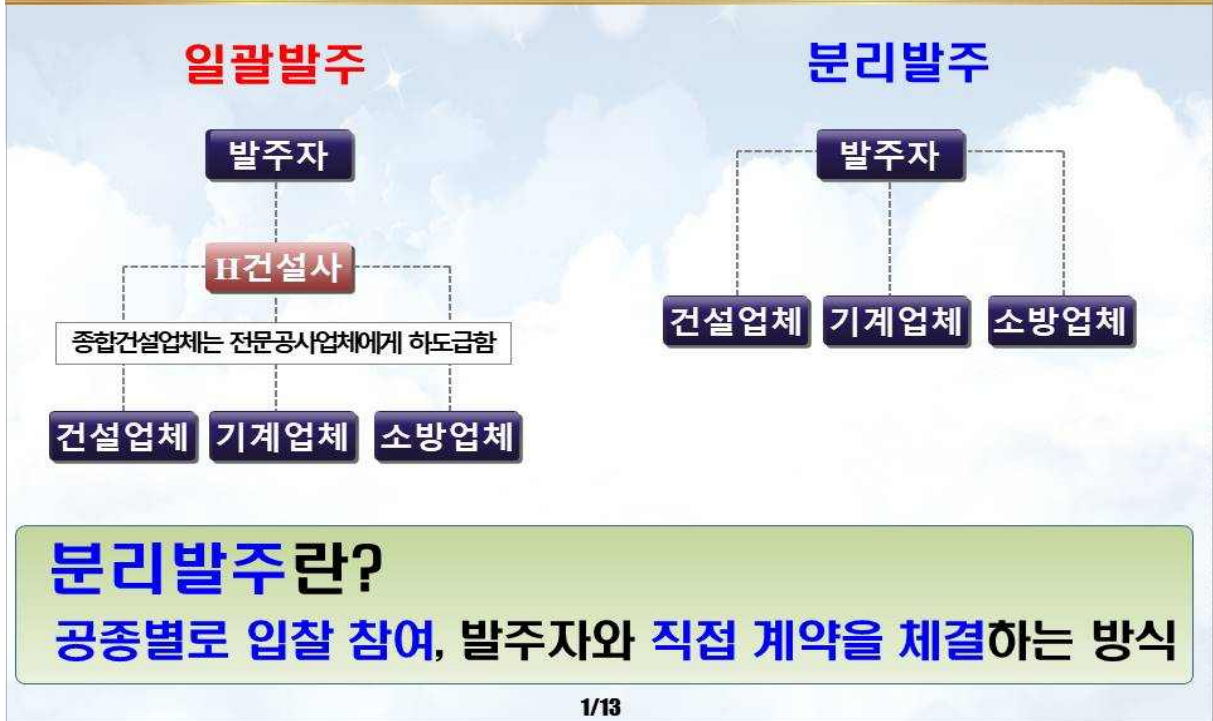 일괄발주
발주자
H건설사
종합건설업체는 전문공사업체에게 하도급함
건설업체 기계업체 소방업체
분리발주
발주자
건설업체 기계업체 소방업체
분리발주란?
공종별로 입찰 참여, 발주자와 직접 계약을 체결하는 방식
1/13